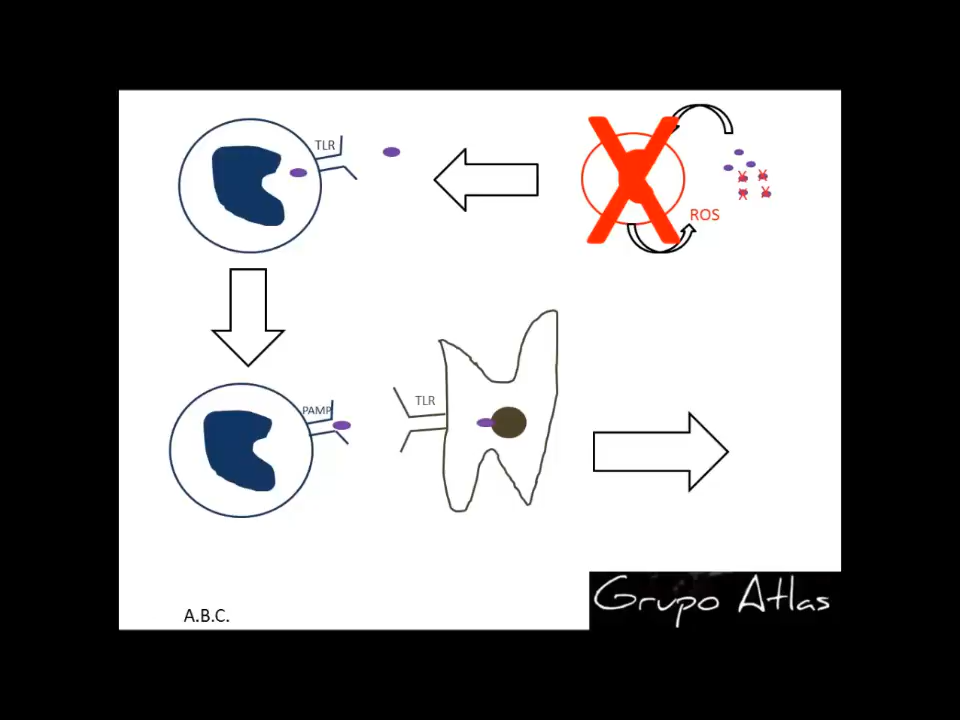 TLR
ROS
PAMP
TLR
A.B.C.
Grupo Atlas